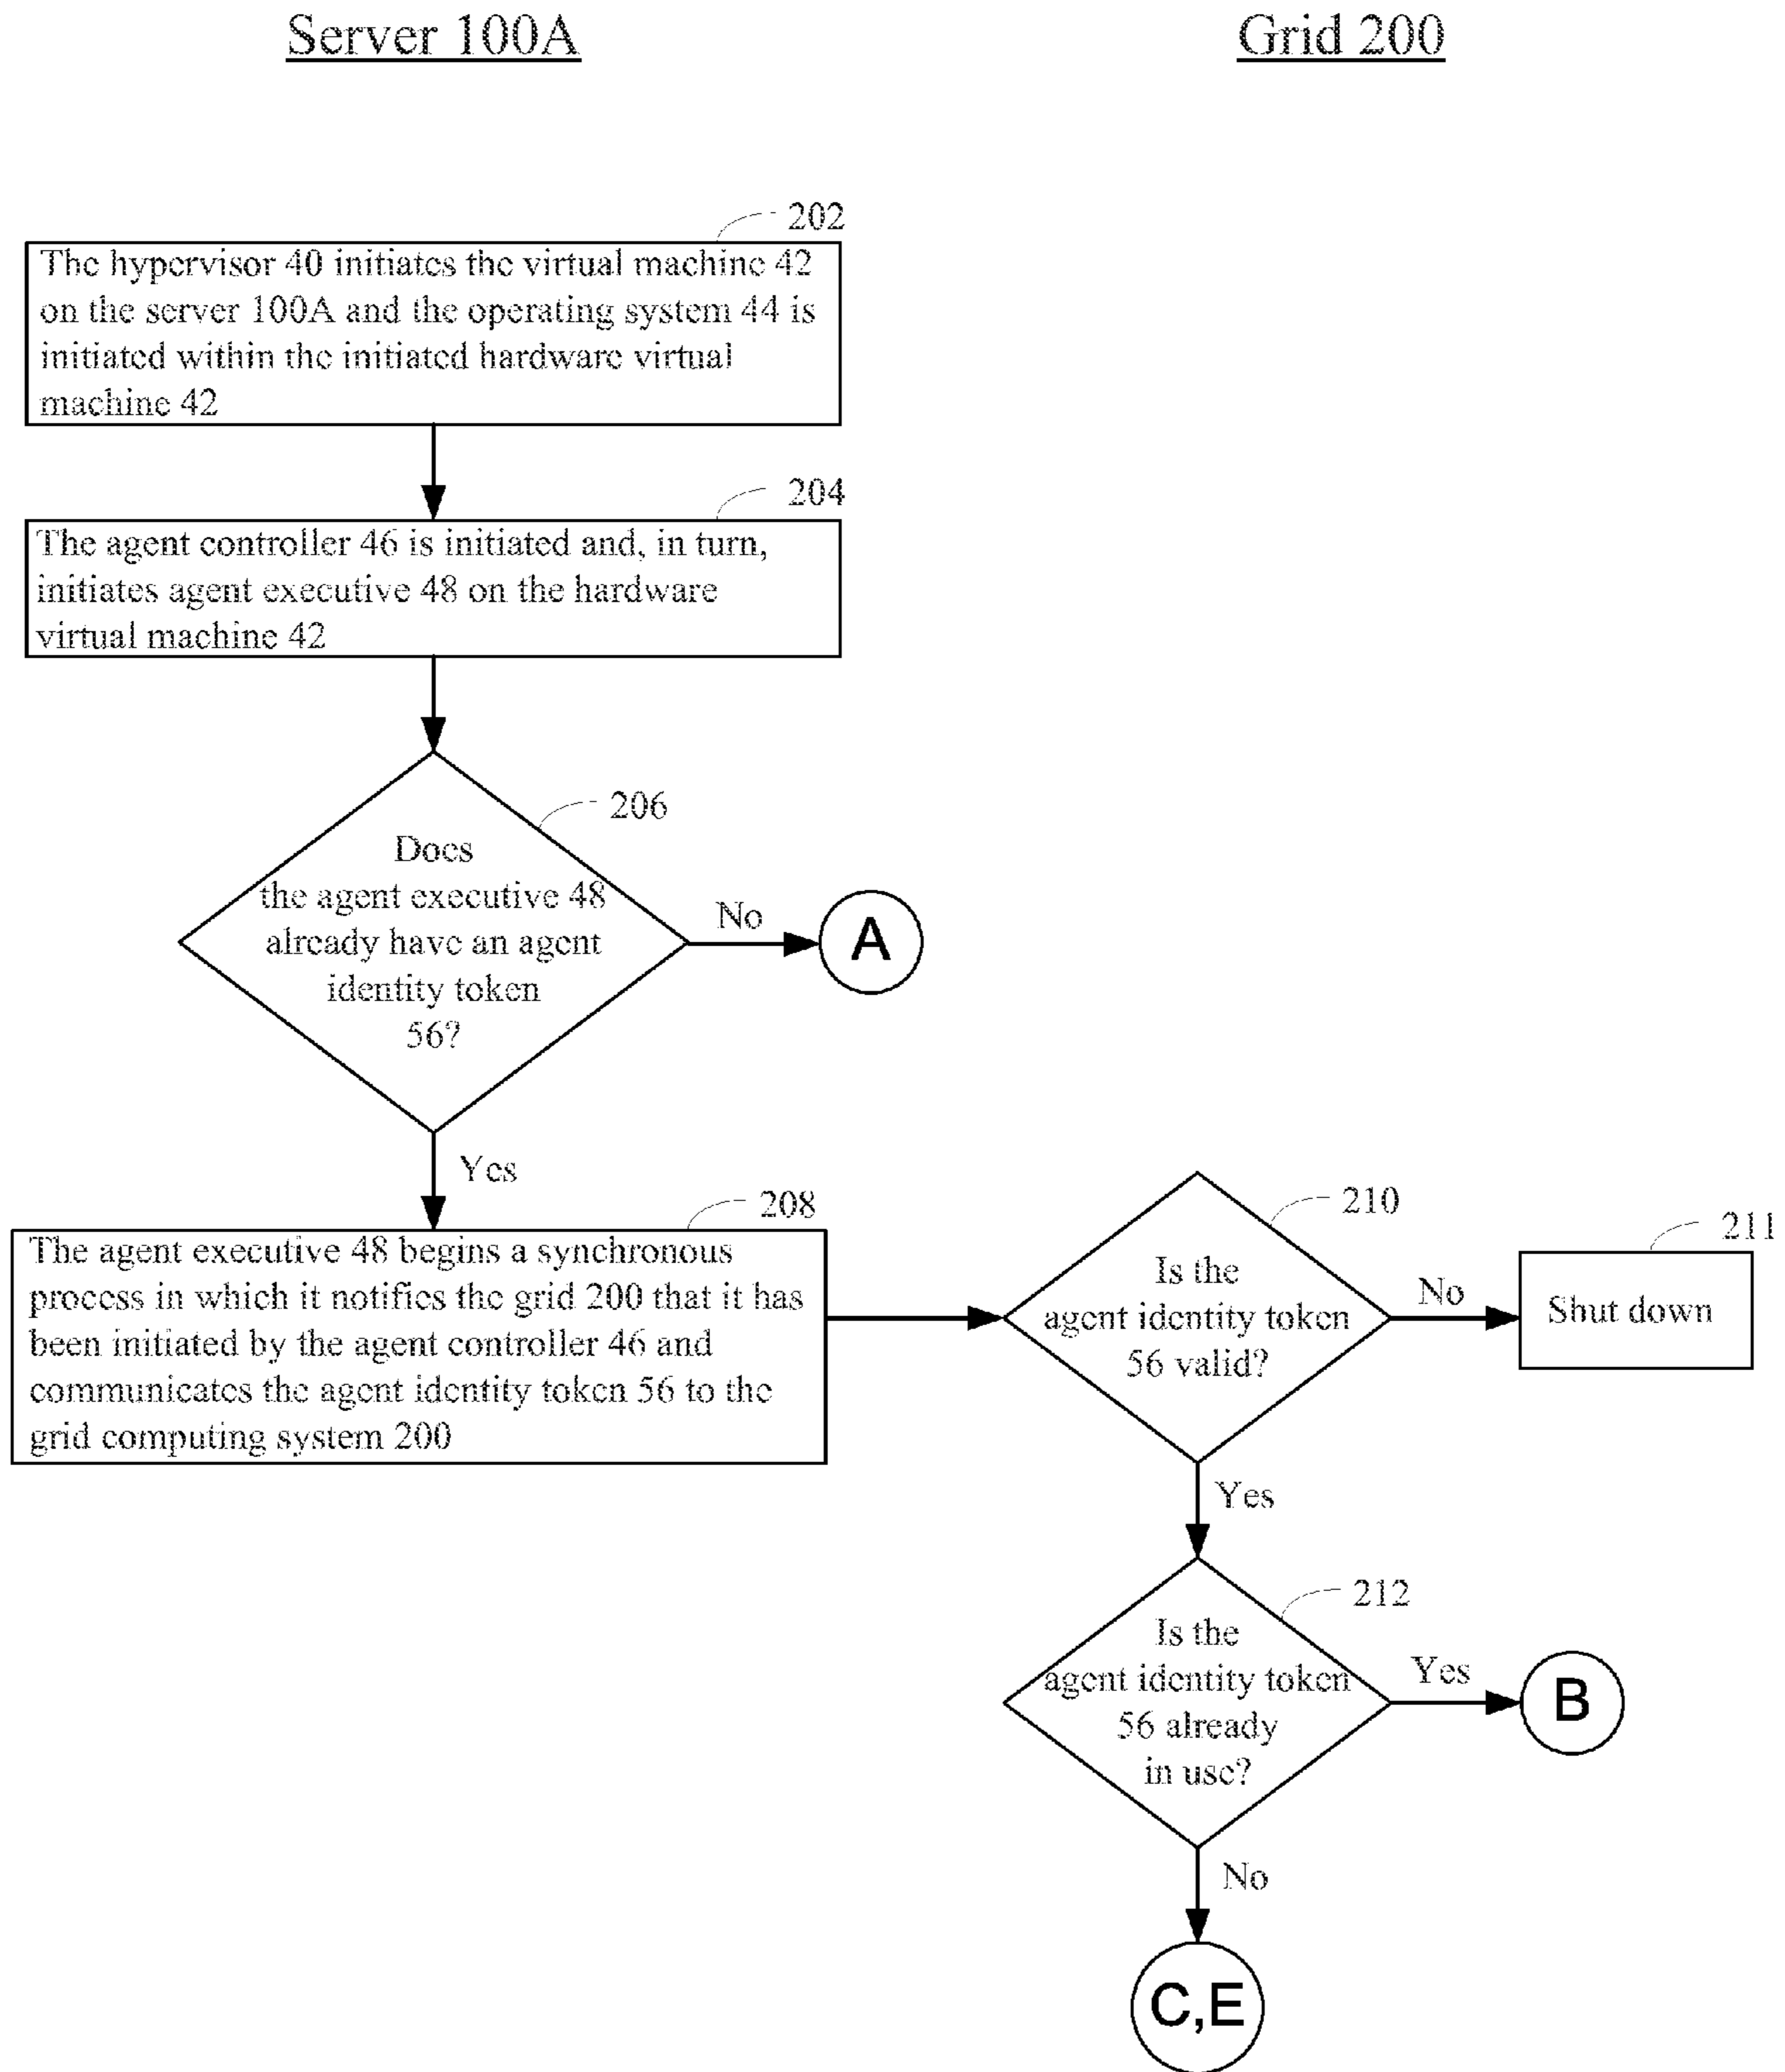 Server 100A
Grid 200
202
The hypervisor 40 initiates the virtual machine 42
on the server 100A and the operating system 44 is
initiated within the initiated hardware virtual
machine 42
204
The agent controller 46 is initiated and, in turn,
initiates agent executive 48 on the hardware
virtual machine 42
206
Does
the agent executive 48
already have an agent
identity token
56?
No
A
Yes
208
The agent executive 48 begins a synchronous
process in which it notifies the grid 200 that it has
been initiated by the agent controller 46 and
communicates the agent identity token 56 to the
grid computing system 200
210
Is the
agent identity token
56 valid?
No
211
Shut down
Yes
212
Is the
agent identity token
56 already
in use?
Yes
B
No
C,E